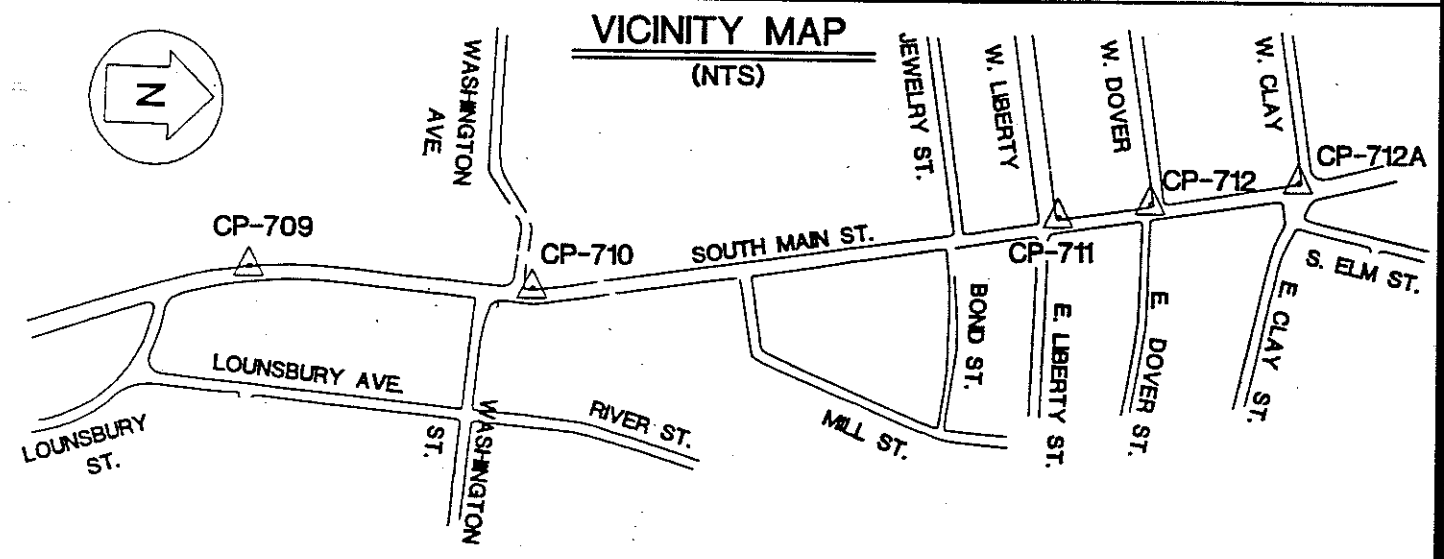 VICINITY MAP
(NTS)
N
WASHINGTON
AVE.
JEWELRY ST.
W. LIBERTY
W. DOVER
W. CLAY
CP-712A
CP-712
CP-709
CP-710
SOUTH MAIN ST.
CP-711
S. ELM ST.
BOND ST.
E. LIBERTY ST.
E. DOVER ST.
E. CLAY ST.
LOUNSBURY AVE.
RIVER ST.
MILL ST.
LOUNSBURY
ST.
WASHINGTON
ST.